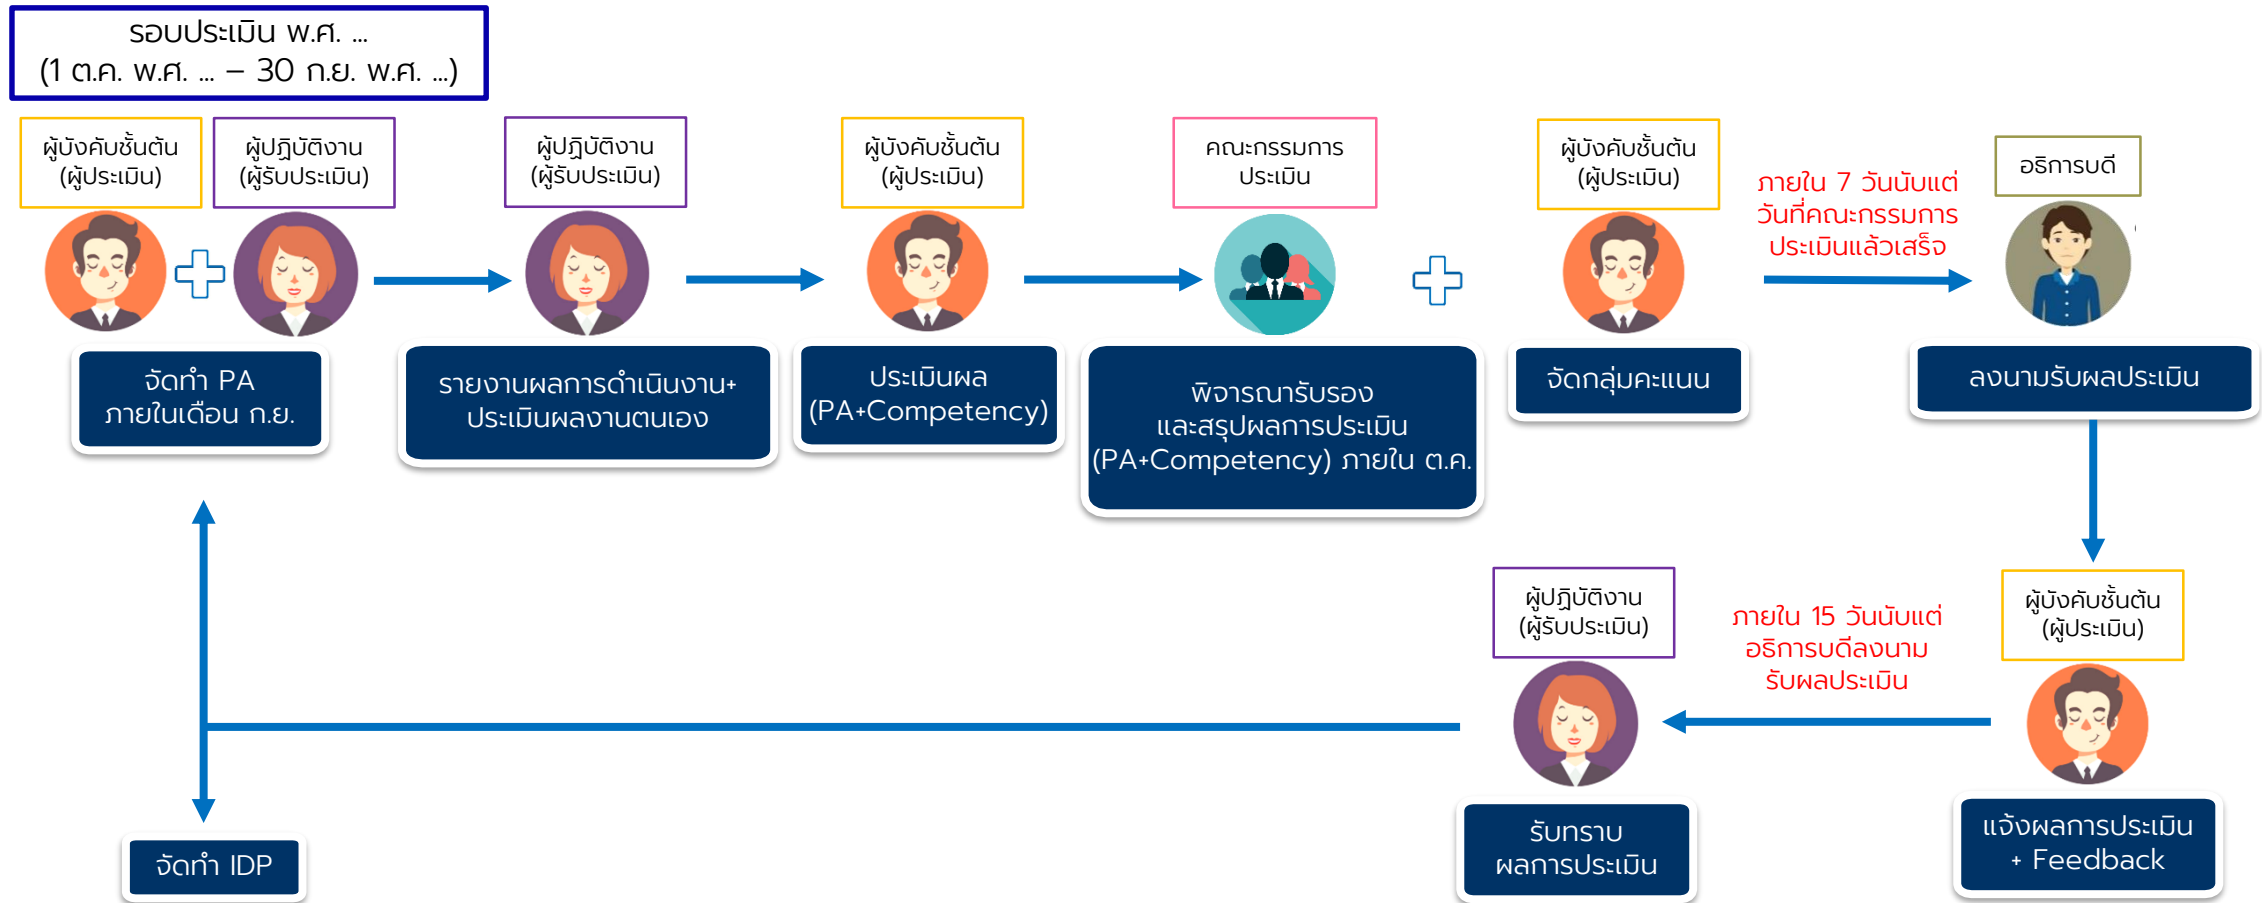 รอบประเมิน พ.ศ. ...
(1 ต.ค. พ.ศ. ... – 30 ก.ย. พ.ศ. ...)
ผู้บังคับชั้นต้น
(ผู้ประเมิน)
ผู้ปฏิบัติงาน
(ผู้รับประเมิน)
ผู้ปฏิบัติงาน
(ผู้รับประเมิน)
ผู้บังคับชั้นต้น
(ผู้ประเมิน)
คณะกรรมการ
ประเมิน
ผู้บังคับชั้นต้น
(ผู้ประเมิน)
ภายใน 7 วันนับแต่
วันที่คณะกรรมการ
ประเมินแล้วเสร็จ
อธิการบดี
จัดทำ PA
ภายในเดือน ก.ย.
รายงานผลการดำเนินงาน+
ประเมินผลงานตนเอง
ประเมินผล
(PA+Competency)
พิจารณารับรอง
และสรุปผลการประเมิน
(PA+Competency) ภายใน ต.ค.
จัดกลุ่มคะแนน
ลงนามรับผลประเมิน
ผู้บังคับชั้นต้น
(ผู้ประเมิน)
ภายใน 15 วันนับแต่
อธิการบดีลงนาม
รับผลประเมิน
ผู้ปฏิบัติงาน
(ผู้รับประเมิน)
แจ้งผลการประเมิน
+ Feedback
รับทราบ
ผลการประเมิน
จัดทำ IDP